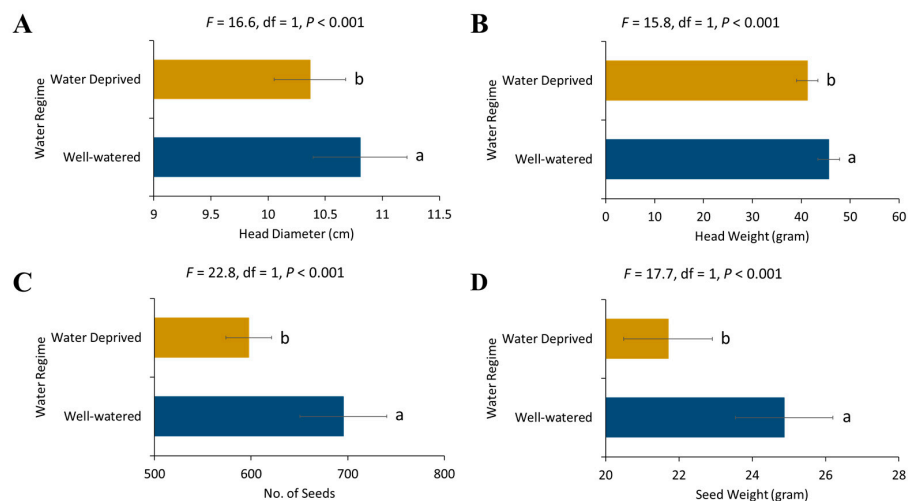 A
F = 16.6, df = 1, P < 0.001
Water Regime
Water Deprived
b
Well-watered
a
9 9.5 10 10.5 11 11.5
Head Diameter (cm)
B
F = 15.8, df = 1, P < 0.001
Water Regime
Water Deprived
b
Well-watered
a
0 10 20 30 40 50 60
Head Weight (gram)
C
F = 22.8, df = 1, P < 0.001
Water Regime
Water Deprived
b
Well-watered
a
500 600 700 800
No. of Seeds
D
F = 17.7, df = 1, P < 0.001
Water Regime
Water Deprived
b
Well-watered
a
20 22 24 26 28
Seed Weight (gram)